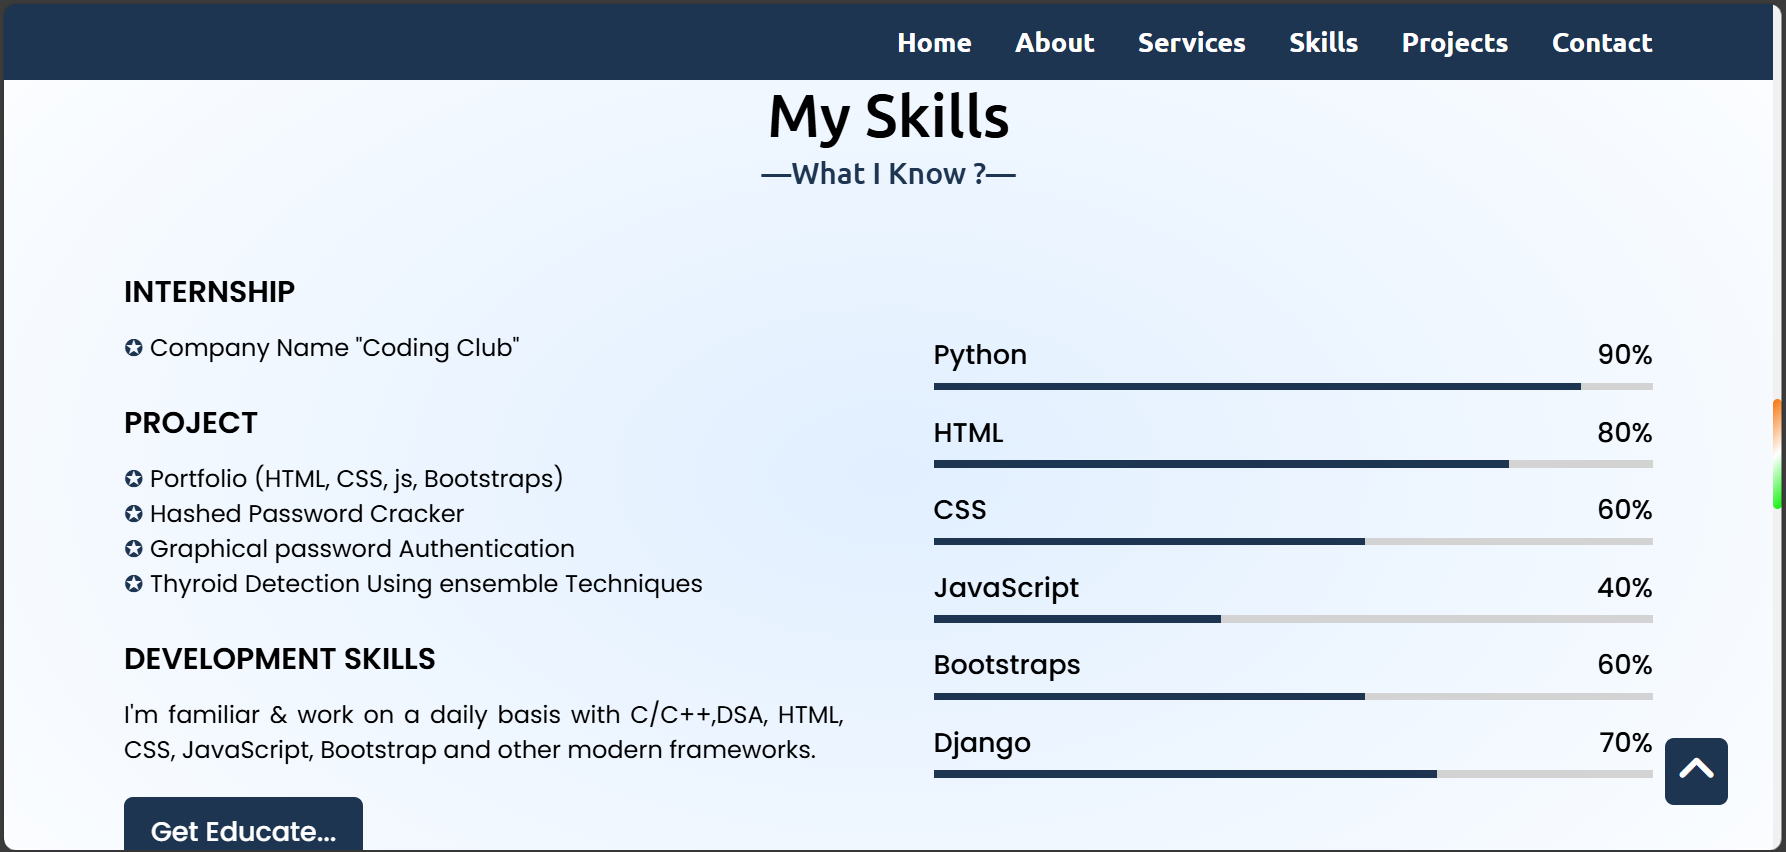 Home About Services Skills Projects Contact
My Skills
—What I Know ?—
INTERNSHIP
✪ Company Name "Coding Club"
PROJECT
✪ Portfolio (HTML, CSS, js, Bootstraps)
✪ Hashed Password Cracker
✪ Graphical password Authentication
✪ Thyroid Detection Using ensemble Techniques
DEVELOPMENT SKILLS
I'm familiar & work on a daily basis with C/C++,DSA, HTML,
CSS, JavaScript, Bootstrap and other modern frameworks.
Get Educate...
Python 90%
HTML 80%
CSS 60%
JavaScript 40%
Bootstraps 60%
Django 70%